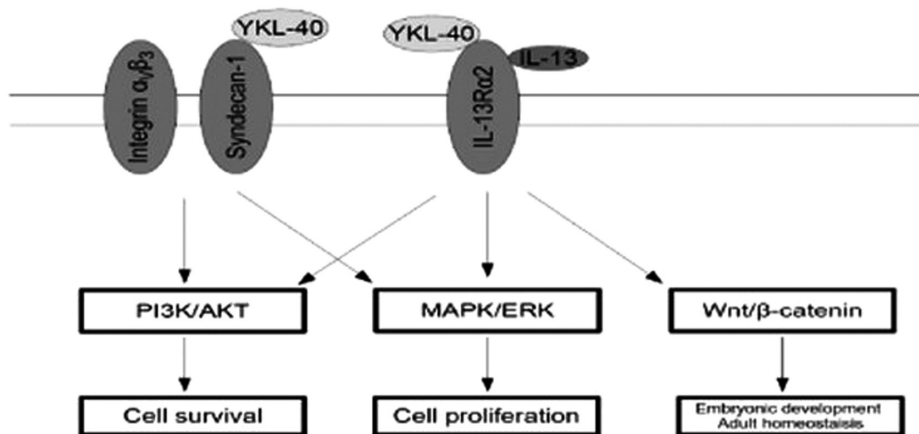 YKL-40
YKL-40
IL-13
Integrin αVβ3
Syndecan-1
IL-13Rα2
PI3K/AKT
MAPK/ERK
Wnt/β-catenin
Cell survival
Cell proliferation
Embryonic development
Adult homeostaisis